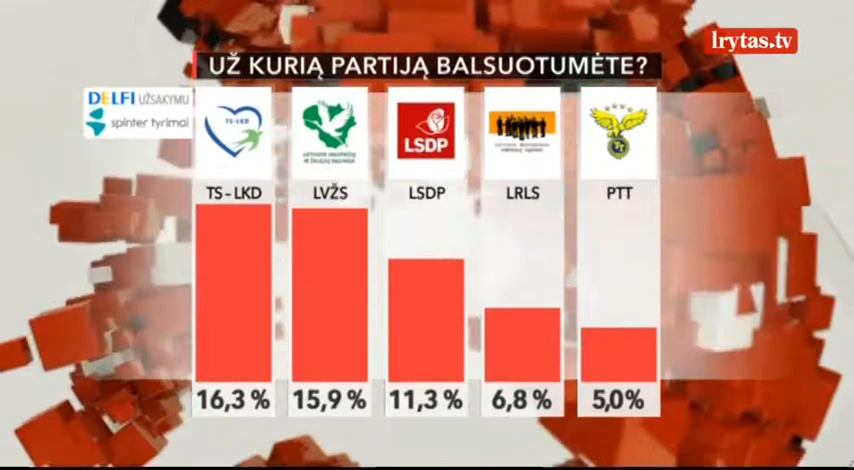 lrytas.tv
UŽ KURIĄ PARTIJĄ BALSUOTUMĖTE?
DELFI UŽSAKYMU
spinter tyrimai
TS-LKD
LSDP
TS - LKD
LVŽS
LSDP
LRLS
PTT
16,3 %
15,9 %
11,3 %
6,8 %
5,0%